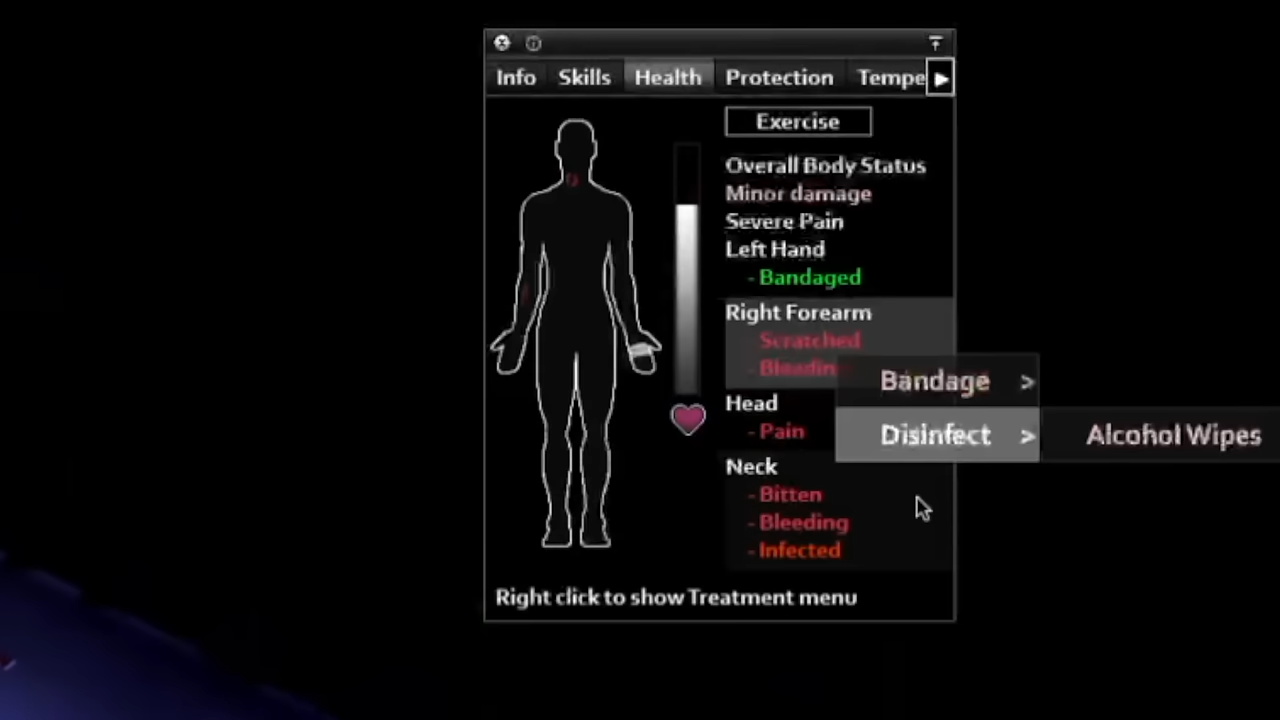 Info Skills Health Protection Tempe
Exercise
Overall Body Status
Minor damage
Severe Pain
Left Hand
- Bandaged
Right Forearm
Scratched
Bleedin
Bandage >
Head
- Pain
Disinfect > Alcohol Wipes
Neck
- Bitten
- Bleeding
- Infected
Right click to show Treatment menu